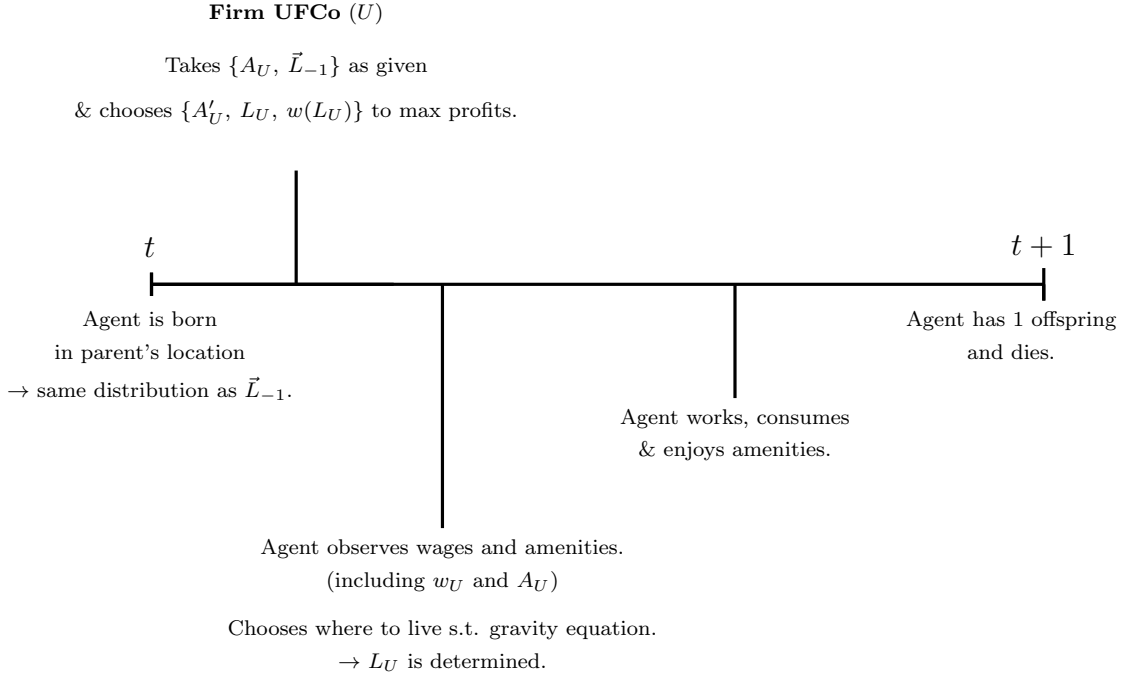 Firm UFCo (U)
Takes {A_U, L⃗_{−1}} as given
& chooses {A′_U, L_U, w(L_U)} to max profits.
t
t + 1
Agent is born
in parent's location
→ same distribution as L⃗_{−1}.
Agent has 1 offspring
and dies.
Agent works, consumes
& enjoys amenities.
Agent observes wages and amenities.
(including w_U and A_U)
Chooses where to live s.t. gravity equation.
→ L_U is determined.